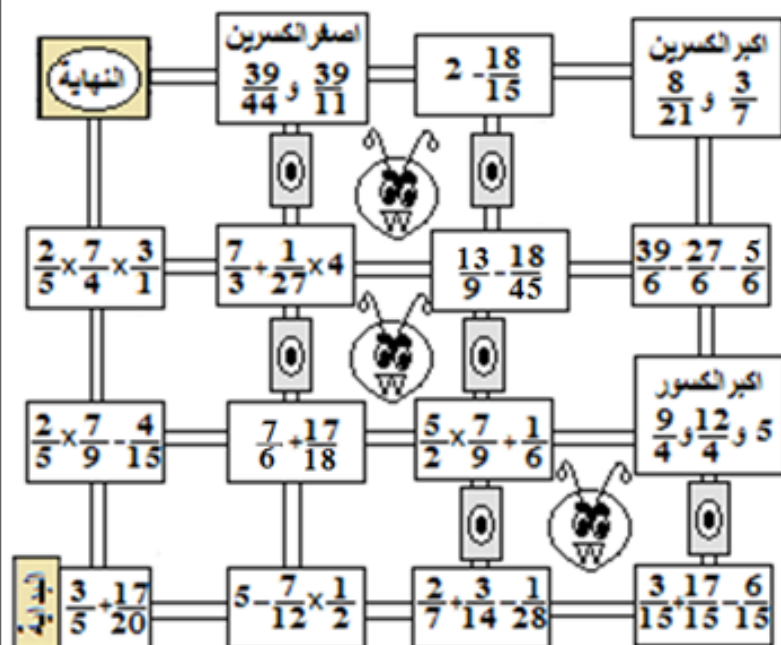 النهاية
اصغر الكسرين
39/44 و 39/11
2 - 18/15
اكبر الكسرين
8/21 و 3/7
2/5 × 7/4 × 3/1
7/3 + 1/27 × 4
13/9 - 18/45
39/6 - 27/6 - 5/6
2/5 × 7/9 - 4/15
7/6 + 17/18
5/2 × 7/9 + 1/6
اكبر الكسور
9/4 و 12/4 و 5
البداية
3/5 + 17/20
5 - 7/12 × 1/2
2/7 + 3/14 - 1/28
3/15 + 17/15 - 6/15